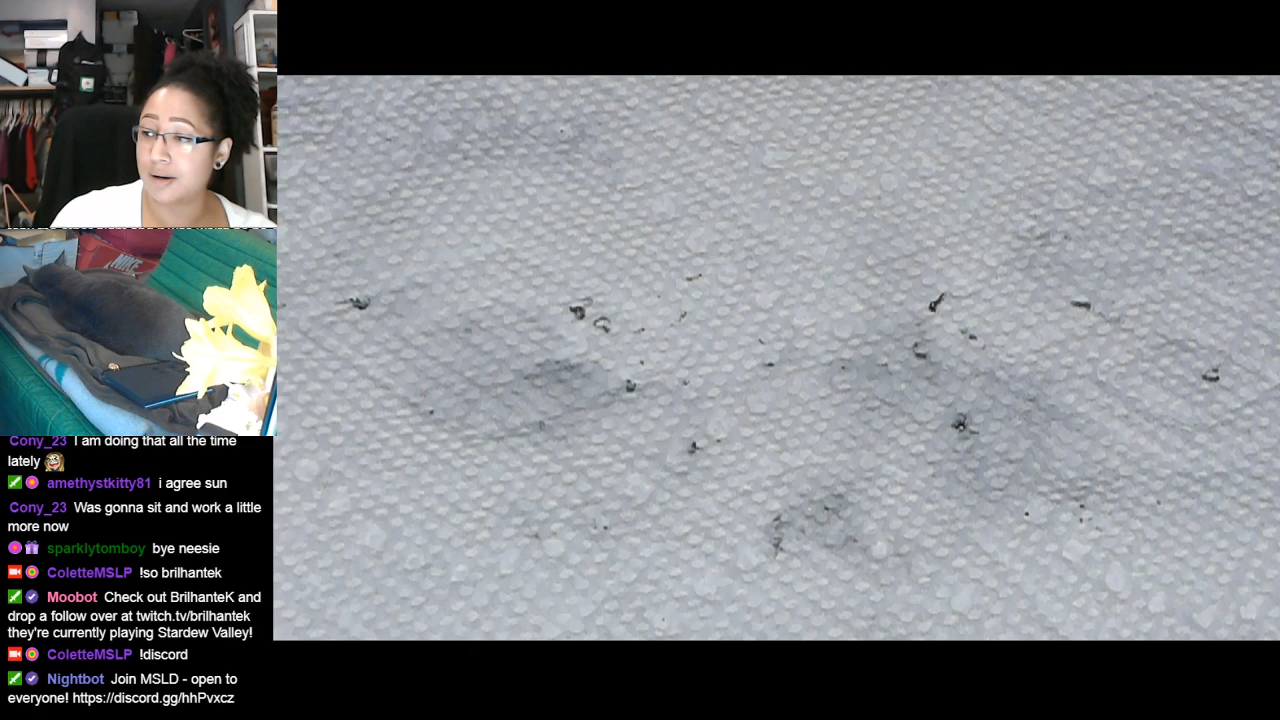 NIKE
Cony_23 I am doing that all the time
lately
amethystkitty81 i agree sun
Cony_23 Was gonna sit and work a little
more now
sparklytomboy bye neesie
ColetteMSLP !so brilhantek
Moobot Check out BrilhanteK and
drop a follow over at twitch.tv/brilhantek
they're currently playing Stardew Valley!
ColetteMSLP !discord
Nightbot Join MSLD - open to
everyone! https://discord.gg/hhPvxcz